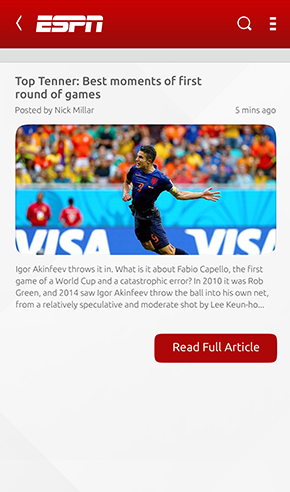 ESPN
Top Tenner: Best moments of first
round of games
Posted by Nick Millar 5 mins ago
VISA VISA
Igor Akinfeev throws it in. What is it about Fabio Capello, the first
game of a World Cup and a catastrophic error? In 2010 it was Rob
Green, and 2014 saw Igor Akinfeev throw the ball into his own net,
from a relatively speculative and moderate shot by Lee Keun-ho...
Read Full Article